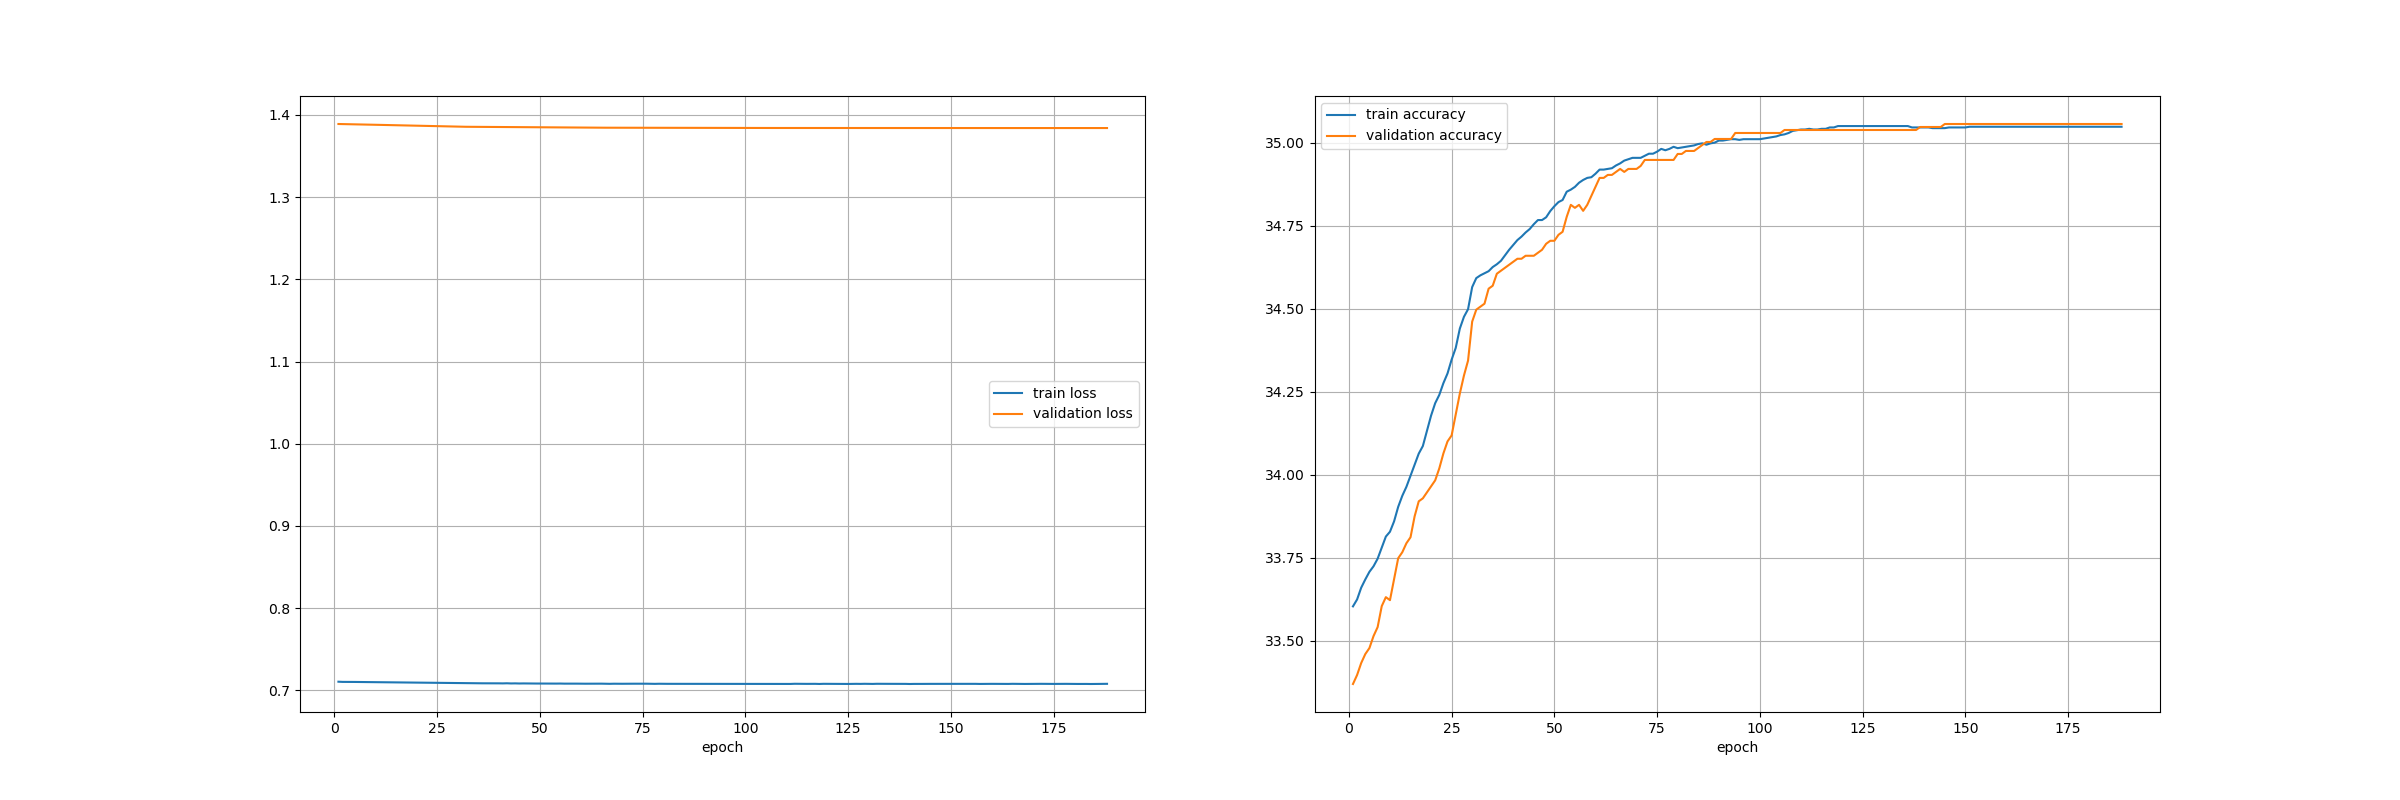 1.4
1.3
1.2
1.1
1.0
0.9
0.8
0.7
0 25 50 75 100 125 150 175
epoch
train loss
validation loss
35.00
34.75
34.50
34.25
34.00
33.75
33.50
0 25 50 75 100 125 150 175
epoch
train accuracy
validation accuracy